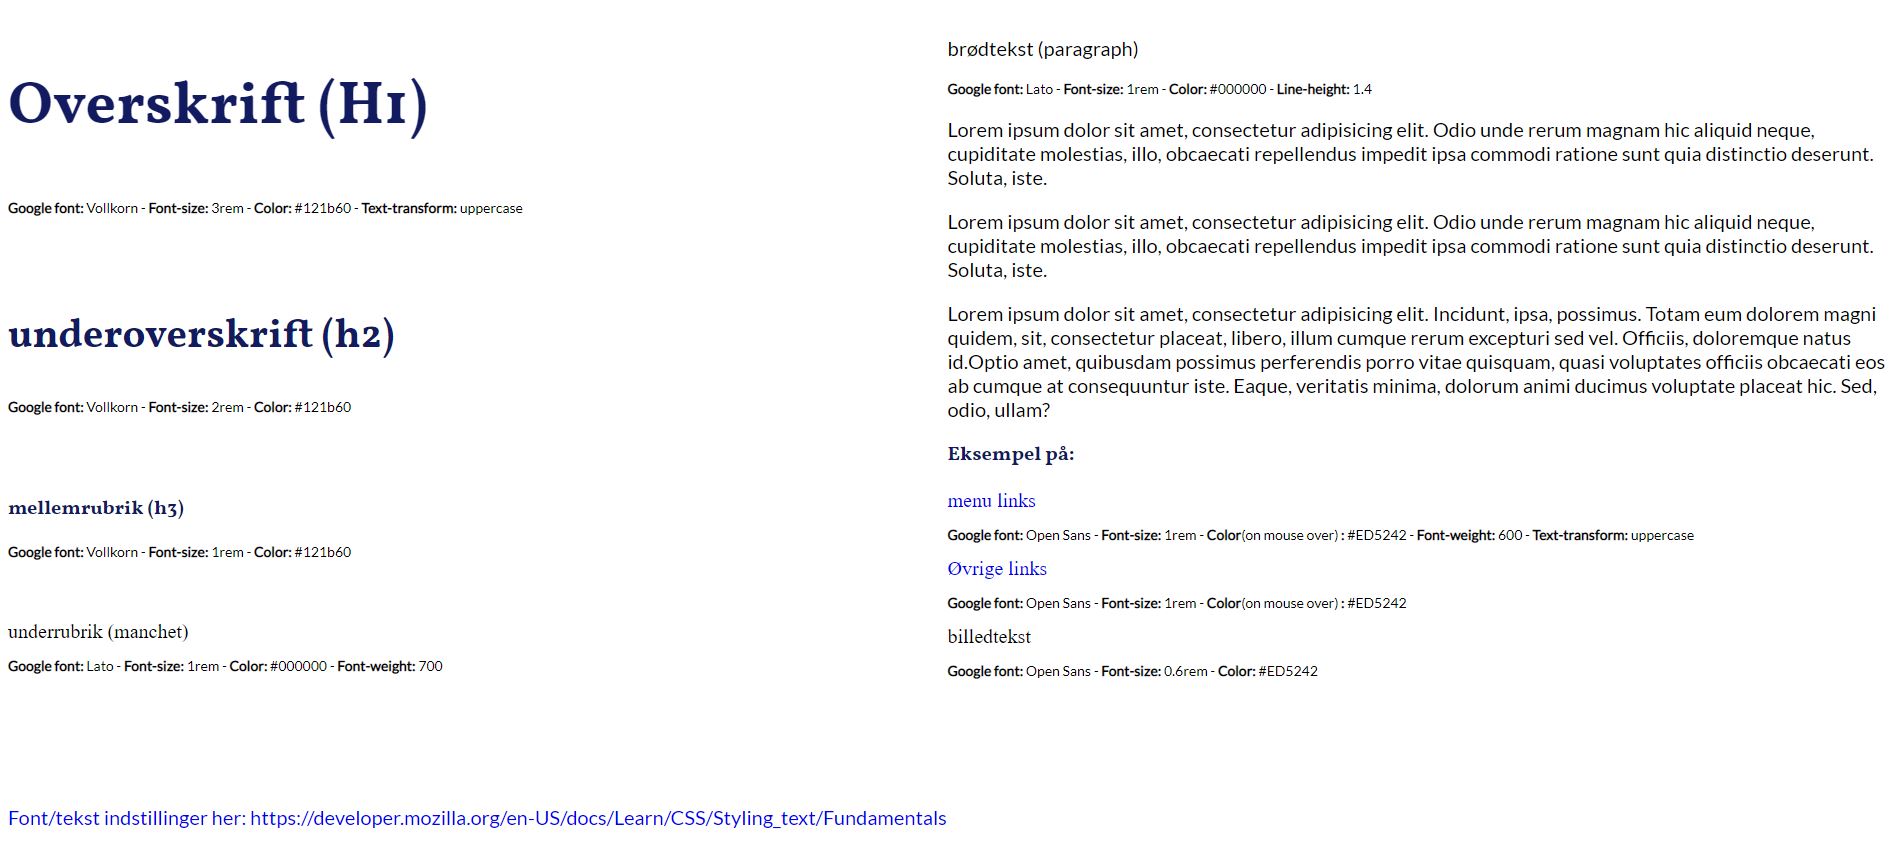 Overskrift (H1)
Google font: Vollkorn - Font-size: 3rem - Color: #121b60 - Text-transform: uppercase
underoverskrift (h2)
Google font: Vollkorn - Font-size: 2rem - Color: #121b60
mellemrubrik (h3)
Google font: Vollkorn - Font-size: 1rem - Color: #121b60
underrubrik (manchet)
Google font: Lato - Font-size: 1rem - Color: #000000 - Font-weight: 700
brødtekst (paragraph)
Google font: Lato - Font-size: 1rem - Color: #000000 - Line-height: 1.4
Lorem ipsum dolor sit amet, consectetur adipisicing elit. Odio unde rerum magnam hic aliquid neque,
cupiditate molestias, illo, obcaecati repellendus impedit ipsa commodi ratione sunt quia distinctio deserunt.
Soluta, iste.
Lorem ipsum dolor sit amet, consectetur adipisicing elit. Odio unde rerum magnam hic aliquid neque,
cupiditate molestias, illo, obcaecati repellendus impedit ipsa commodi ratione sunt quia distinctio deserunt.
Soluta, iste.
Lorem ipsum dolor sit amet, consectetur adipisicing elit. Incidunt, ipsa, possimus. Totam eum dolorem magni
quidem, sit, consectetur placeat, libero, illum cumque rerum excepturi sed vel. Officiis, doloremque natus
id.Optio amet, quibusdam possimus perferendis porro vitae quisquam, quasi voluptates officiis obcaecati eos
ab cumque at consequuntur iste. Eaque, veritatis minima, dolorum animi ducimus voluptate placeat hic. Sed,
odio, ullam?
Eksempel på:
menu links
Google font: Open Sans - Font-size: 1rem - Color(on mouse over) : #ED5242 - Font-weight: 600 - Text-transform: uppercase
Øvrige links
Google font: Open Sans - Font-size: 1rem - Color(on mouse over) : #ED5242
billedtekst
Google font: Open Sans - Font-size: 0.6rem - Color: #ED5242
Font/tekst indstillinger her: https://developer.mozilla.org/en-US/docs/Learn/CSS/Styling_text/Fundamentals